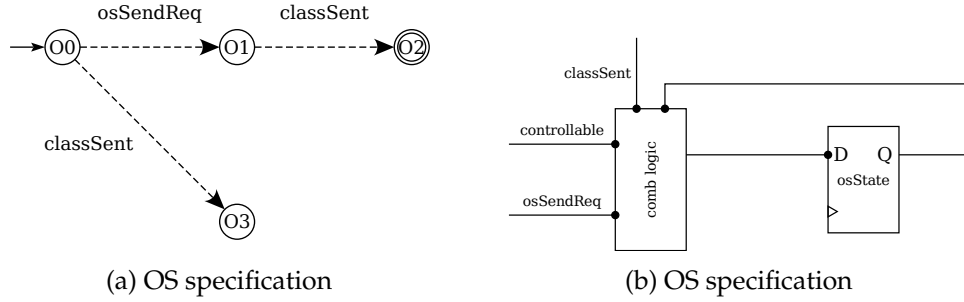 osSendReq
classSent
O0
O1
O2
classSent
O3
classSent
controllable
osSendReq
comb logic
D
Q
osState
(a) OS specification
(b) OS specification